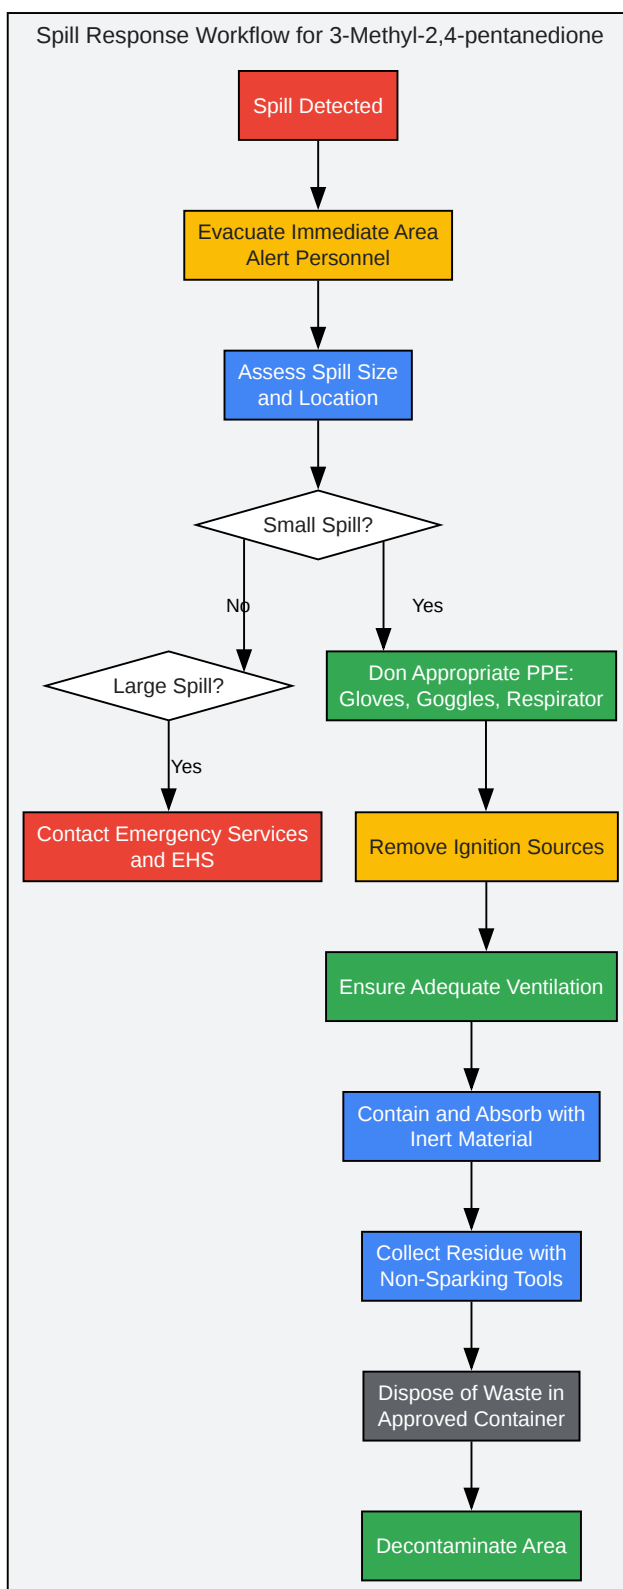 Spill Response Workflow for 3-Methyl-2,4-pentanedione
Spill Detected
Evacuate Immediate Area
Alert Personnel
Assess Spill Size
and Location
Small Spill?
No
Yes
Large Spill?
Don Appropriate PPE:
Gloves, Goggles, Respirator
Yes
Contact Emergency Services
and EHS
Remove Ignition Sources
Ensure Adequate Ventilation
Contain and Absorb with
Inert Material
Collect Residue with
Non-Sparking Tools
Dispose of Waste in
Approved Container
Decontaminate Area